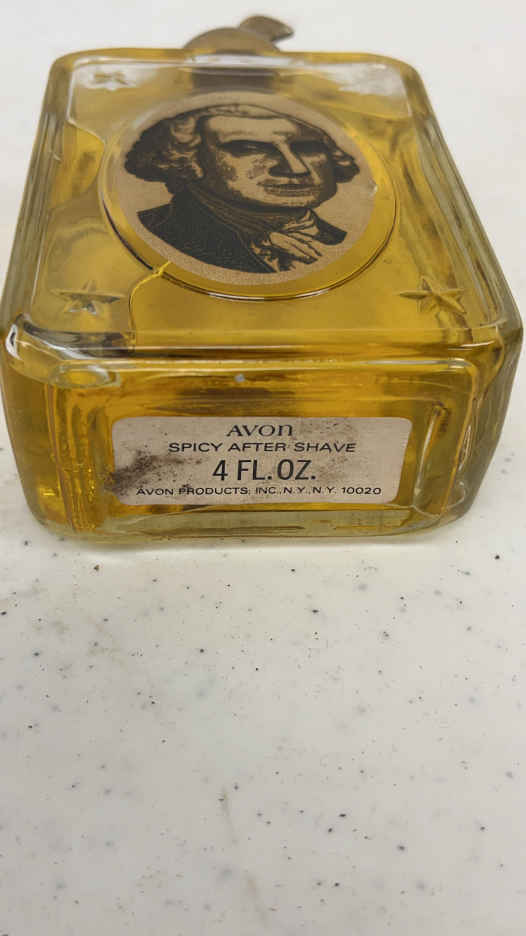 AVON
SPICY AFTER SHAVE
4 FL. OZ.
AVON PRODUCTS, INC., N.Y., N.Y. 10020